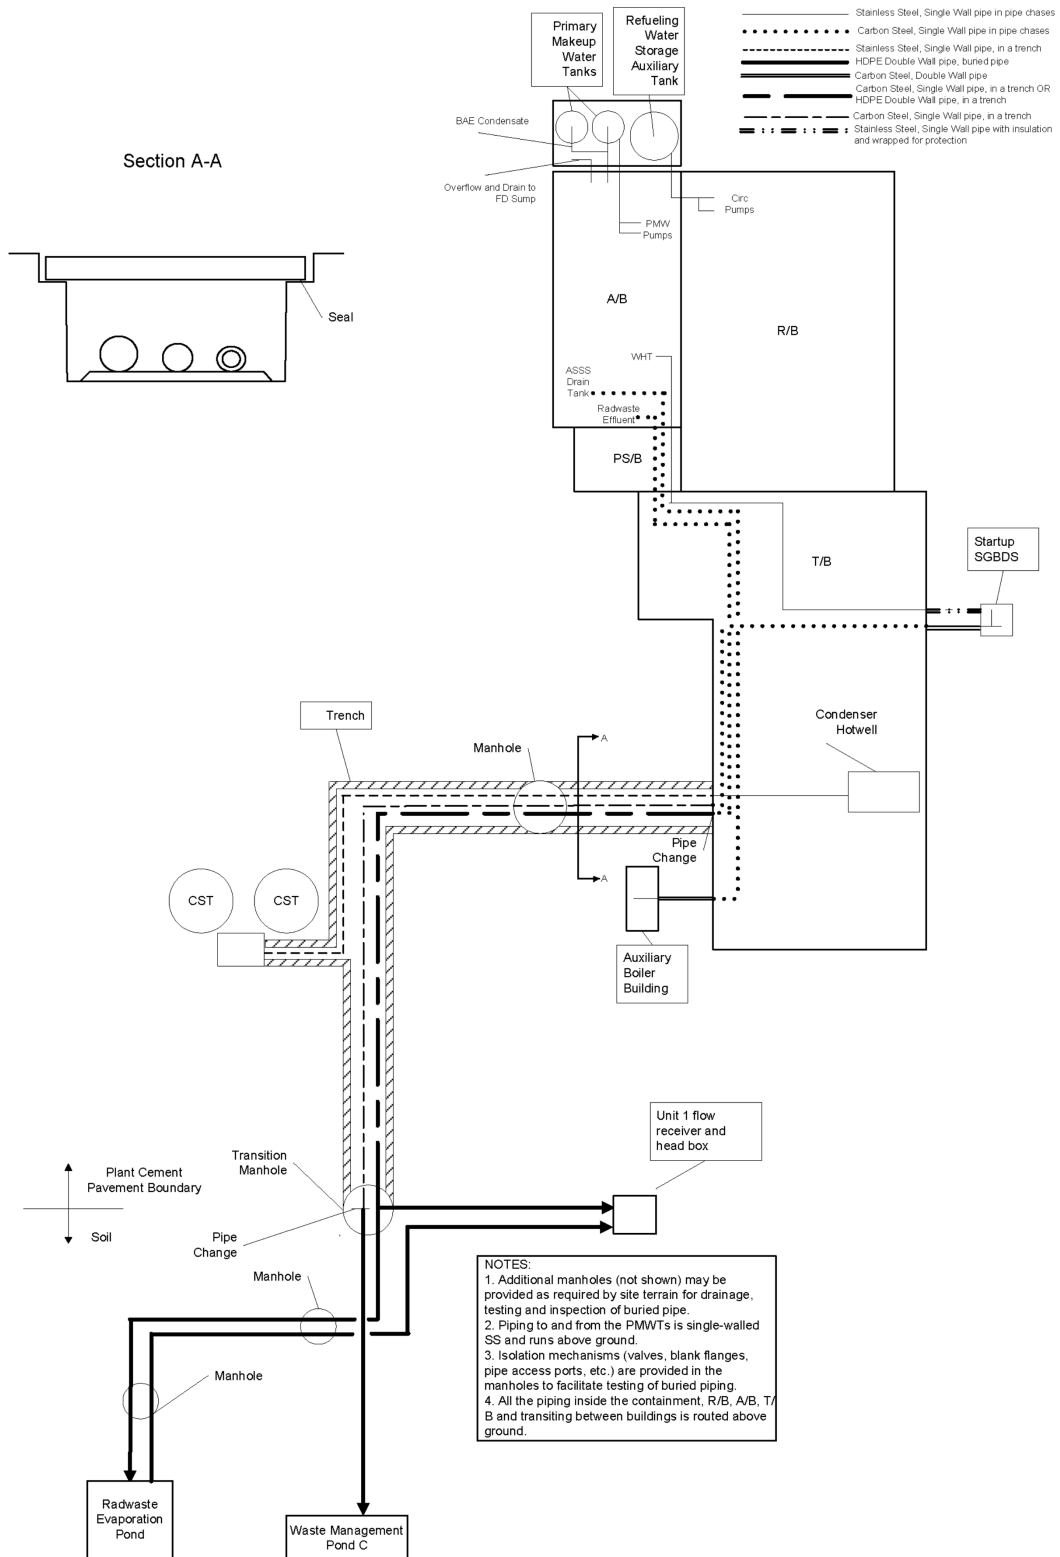 Stainless Steel, Single Wall pipe in pipe chases
Carbon Steel, Single Wall pipe in pipe chases
Stainless Steel, Single Wall pipe, in a trench
HDPE Double Wall pipe, buried pipe
Carbon Steel, Double Wall pipe
Carbon Steel, Single Wall pipe, in a trench OR
HDPE Double Wall pipe, in a trench
Carbon Steel, Single Wall pipe, in a trench
Stainless Steel, Single Wall pipe with insulation
and wrapped for protection
Primary
Makeup
Water
Tanks
Refueling
Water
Storage
Auxiliary
Tank
BAE Condensate
Section A-A
Overflow and Drain to
FD Sump
Circ
Pumps
PMW
Pumps
Seal
A/B
R/B
WHT
ASSS
Drain
Tank
Radwaste
Effluent
PS/B
T/B
Startup
SGBDS
Trench
Manhole
A
Condenser
Hotwell
Pipe
Change
A
CST
CST
Auxiliary
Boiler
Building
Unit 1 flow
receiver and
head box
Transition
Manhole
Plant Cement
Pavement Boundary
Soil
Pipe
Change
Manhole
Manhole
NOTES:
1. Additional manholes (not shown) may be
provided as required by site terrain for drainage,
testing and inspection of buried pipe.
2. Piping to and from the PMWTs is single-walled
SS and runs above ground.
3. Isolation mechanisms (valves, blank flanges,
pipe access ports, etc.) are provided in the
manholes to facilitate testing of buried piping.
4. All the piping inside the containment, R/B, A/B, T/
B and transiting between buildings is routed above
ground.
Radwaste
Evaporation
Pond
Waste Management
Pond C